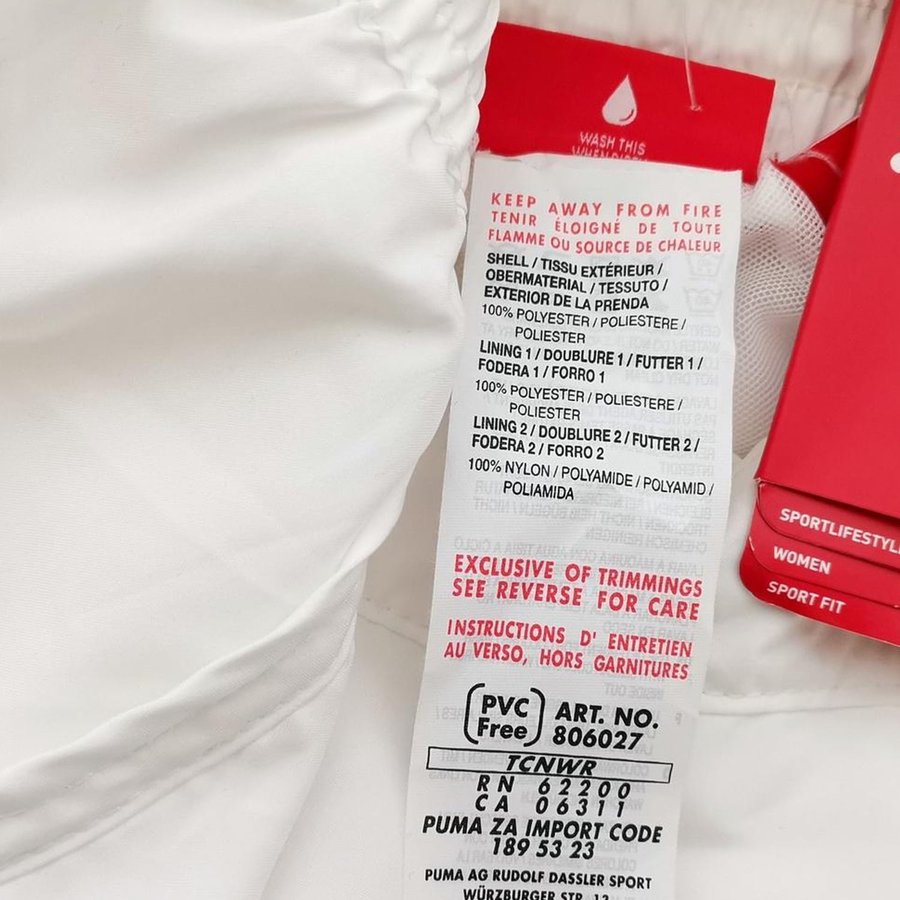 WASH THIS
WHEN DIRTY
KEEP AWAY FROM FIRE
TENIR ÉLOIGNÉ DE TOUTE
FLAMME OU SOURCE DE CHALEUR
SHELL / TISSU EXTÉRIEUR /
OBERMATERIAL / TESSUTO /
EXTERIOR DE LA PRENDA
100% POLYESTER / POLIESTERE /
POLIESTER
LINING 1 / DOUBLURE 1 / FUTTER 1 /
FODERA 1 / FORRO 1
100% POLYESTER / POLIESTERE /
POLIESTER
LINING 2 / DOUBLURE 2 / FUTTER 2 /
FODERA 2 / FORRO 2
100% NYLON / POLYAMIDE / POLYAMID /
POLIAMIDA
EXCLUSIVE OF TRIMMINGS
SEE REVERSE FOR CARE
INSTRUCTIONS D' ENTRETIEN
AU VERSO, HORS GARNITURES
PVC
Free
ART. NO.
806027
TCNWR
RN 62200
CA 06311
PUMA ZA IMPORT CODE
189 53 23
PUMA AG RUDOLF DASSLER SPORT
WÜRZBURGER STR. 13
SPORTLIFESTYL
WOMEN
SPORT FIT